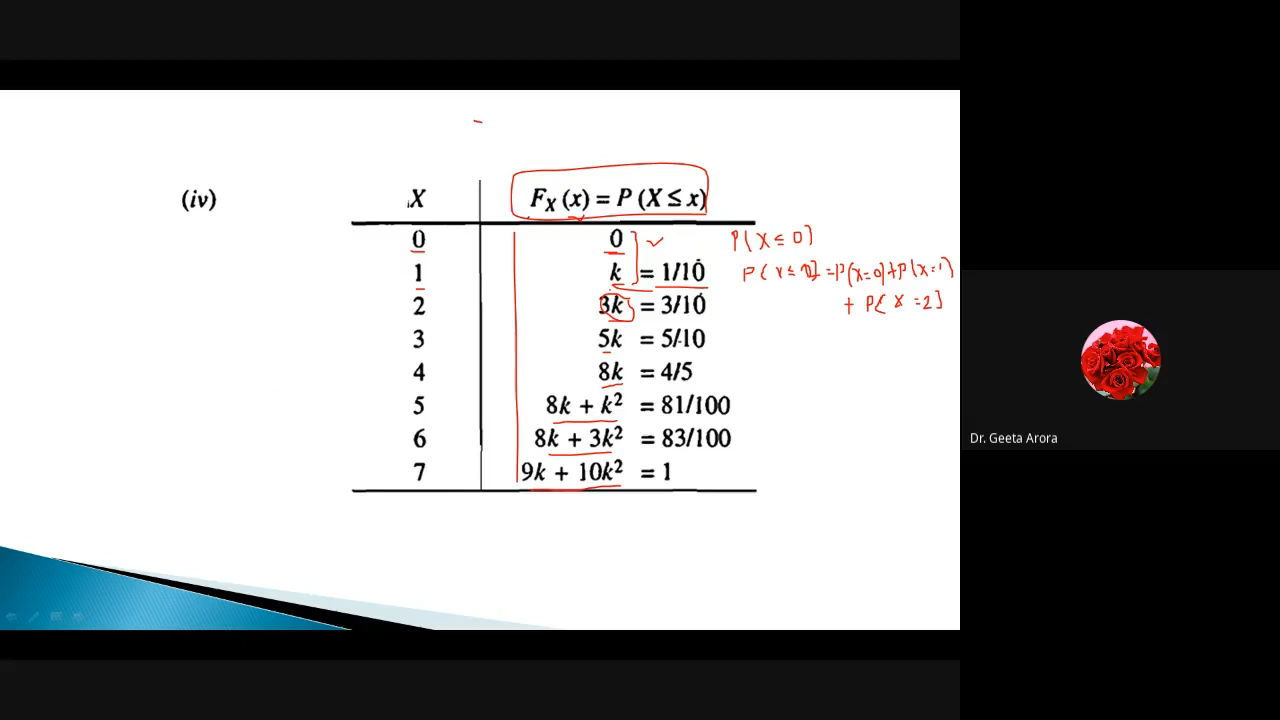 (iv) X F_X (x) = P (X ≤ x)
0 0 P(X ≤ 0)
1 k = 1/10 P(X ≤ 0] = P(X=0)+P(X=1)
2 3k = 3/10 + P(X = 2)
3 5k = 5/10
4 8k = 4/5
5 8k + k² = 81/100
6 8k + 3k² = 83/100
7 9k + 10k² = 1
Dr. Geeta Arora